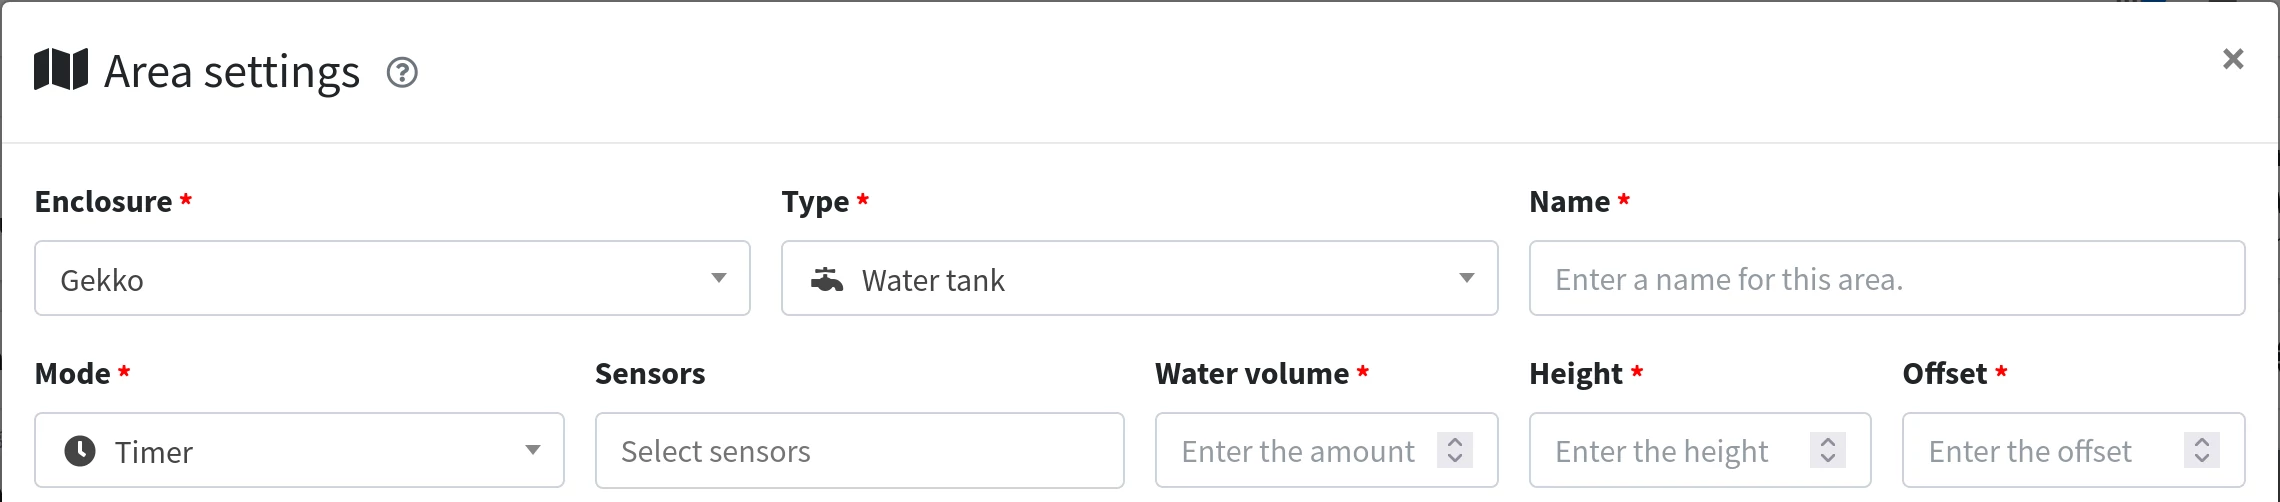 Area settings ?
Enclosure * Type * Name *
Gekko Water tank Enter a name for this area.
Mode * Sensors Water volume * Height * Offset *
Timer Select sensors Enter the amount Enter the height Enter the offset